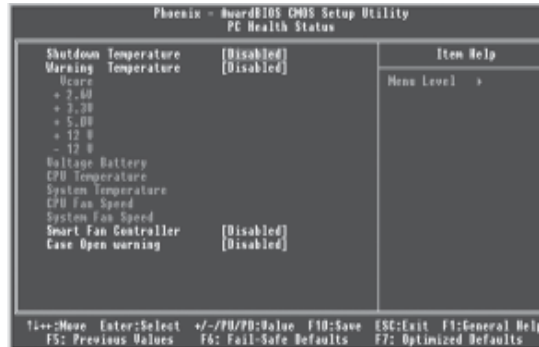 Phoenix - AwardBIOS CMOS Setup Utility
PC Health Status
Shutdown Temperature [Disabled]
Warning Temperature [Disabled]
Vcore
+ 2.6V
+ 3.3V
+ 5.0V
+ 12 V
- 12 V
Voltage Battery
CPU Temperature
System Temperature
CPU Fan Speed
System Fan Speed
Smart Fan Controller [Disabled]
Case Open warning [Disabled]
Item Help
Menu Level ▸
↑↓←→:Move Enter:Select +/-/PU/PD:Value F10:Save ESC:Exit F1:General Help
F5: Previous Values F6: Fail-Safe Defaults F7: Optimized Defaults